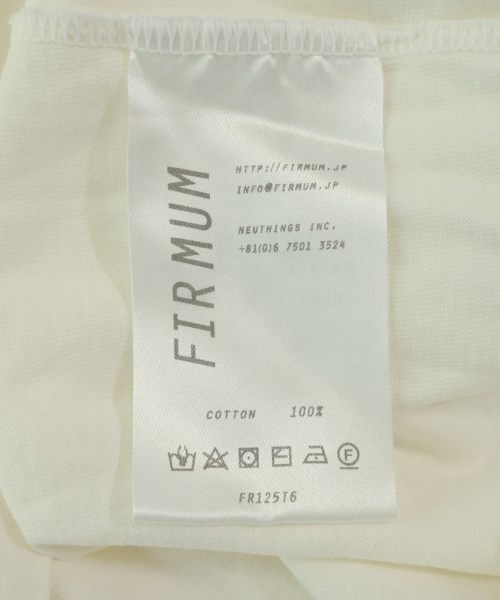 FIRMUM
HTTP://FIRMUM.JP
INFO@FIRMUM.JP
NEUTHINGS INC.
+81(0)6 7501 3524
COTTON 100%
F
FR125T6